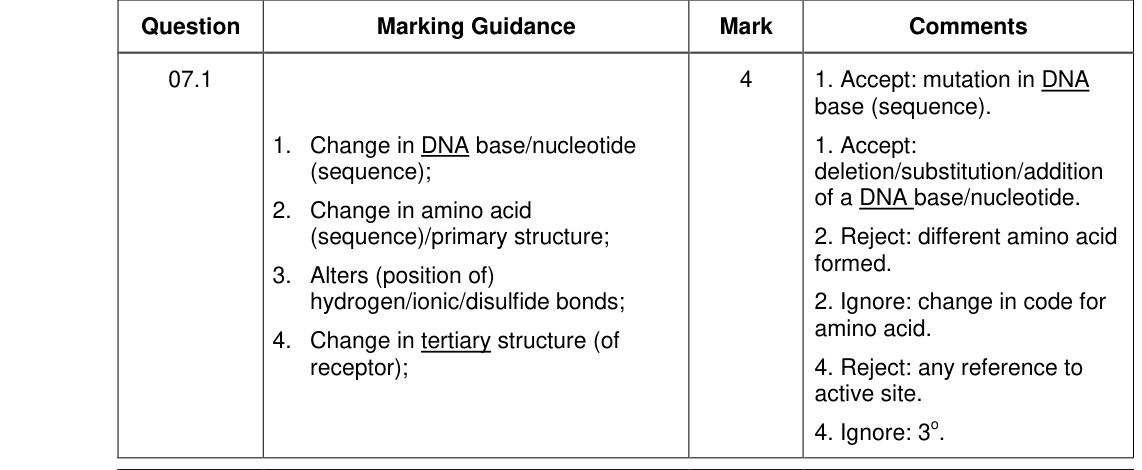 Question Marking Guidance Mark Comments
07.1
1. Change in DNA base/nucleotide
(sequence);
2. Change in amino acid
(sequence)/primary structure;
3. Alters (position of)
hydrogen/ionic/disulfide bonds;
4. Change in tertiary structure (of
receptor);
4
1. Accept: mutation in DNA
base (sequence).
1. Accept:
deletion/substitution/addition
of a DNA base/nucleotide.
2. Reject: different amino acid
formed.
2. Ignore: change in code for
amino acid.
4. Reject: any reference to
active site.
4. Ignore: 3º.